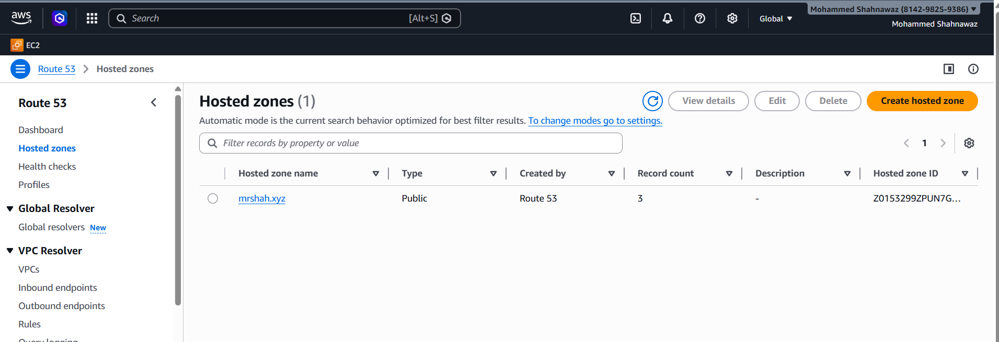 aws
Search [Alt+S]
Global
Mohammed Shahnawaz (8142-9825-9386)
Mohammed Shahnawaz
EC2
Route 53 Hosted zones
Route 53
Dashboard
Hosted zones
Health checks
Profiles
Global Resolver
Global resolvers New
VPC Resolver
VPCs
Inbound endpoints
Outbound endpoints
Rules
Query logging
Hosted zones (1)
View details
Edit
Delete
Create hosted zone
Automatic mode is the current search behavior optimized for best filter results. To change modes go to settings.
Filter records by property or value
1
Hosted zone name Type Created by Record count Description Hosted zone ID
mrshah.xyz Public Route 53 3 - Z0153299ZPUN7G...